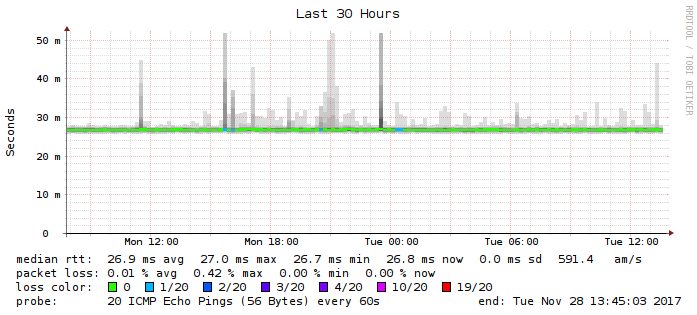 Last 30 Hours
RRDTOOL / TOBI OETIKER
Seconds
50 m
40 m
30 m
20 m
10 m
0
Mon 12:00 Mon 18:00 Tue 00:00 Tue 06:00 Tue 12:00
median rtt: 26.9 ms avg 27.0 ms max 26.7 ms min 26.8 ms now 0.0 ms sd 591.4 am/s
packet loss: 0.01 % avg 0.42 % max 0.00 % min 0.00 % now
loss color: 0 1/20 2/20 3/20 4/20 10/20 19/20
probe: 20 ICMP Echo Pings (56 Bytes) every 60s end: Tue Nov 28 13:45:03 2017